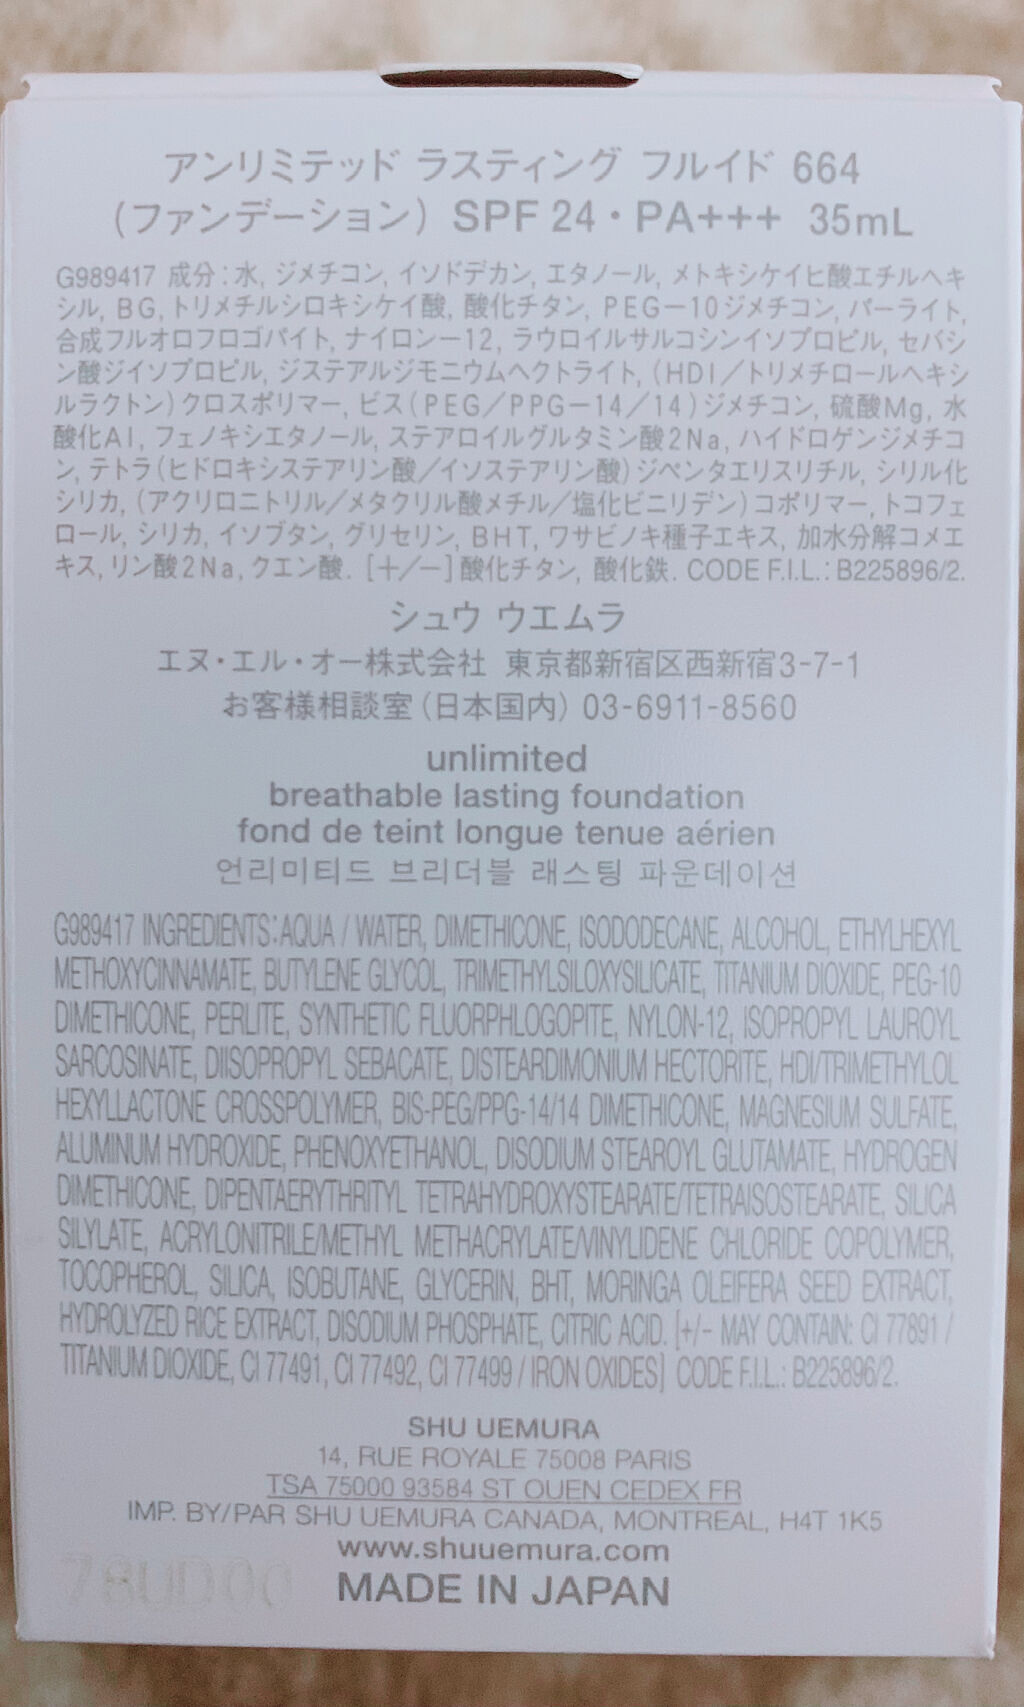 アンリミテッド ラスティング フルイド 664
(ファンデーション) SPF 24・PA+++ 35mL
G989417 成分:水, ジメチコン, イソドデカン, エタノール, メトキシケイヒ酸エチルヘキ
シル, BG, トリメチルシロキシケイ酸, 酸化チタン, PEG-10ジメチコン, パーライト,
合成フルオロフロゴパイト, ナイロン-12, ラウロイルサルコシンイソプロピル, セバシ
ン酸ジイソプロピル, ジステアルジモニウムヘクトライト, (HDI/トリメチロールヘキシ
ルラクトン)クロスポリマー, ビス(PEG/PPG-14/14)ジメチコン, 硫酸Mg, 水
酸化Al, フェノキシエタノール, ステアロイルグルタミン酸2Na, ハイドロゲンジメチコ
ン, テトラ(ヒドロキシステアリン酸/イソステアリン酸)ジペンタエリスリチル, シリル化
シリカ, (アクリロニトリル/メタクリル酸メチル/塩化ビニリデン)コポリマー, トコフェ
ロール, シリカ, イソブタン, グリセリン, BHT, ワサビノキ種子エキス, 加水分解コメエ
キス, リン酸2Na, クエン酸. [+/-]酸化チタン, 酸化鉄. CODE F.I.L.:B225896/2.
シュウ ウエムラ
エヌ・エル・オー株式会社 東京都新宿区西新宿3-7-1
お客様相談室(日本国内) 03-6911-8560
unlimited
breathable lasting foundation
fond de teint longue tenue aérien
언리미티드 브리더블 래스팅 파운데이션
G989417 INGREDIENTS:AQUA / WATER, DIMETHICONE, ISODODECANE, ALCOHOL, ETHYLHEXYL
METHOXYCINNAMATE, BUTYLENE GLYCOL, TRIMETHYLSILOXYSILICATE, TITANIUM DIOXIDE, PEG-10
DIMETHICONE, PERLITE, SYNTHETIC FLUORPHLOGOPITE, NYLON-12, ISOPROPYL LAUROYL
SARCOSINATE, DIISOPROPYL SEBACATE, DISTEARDIMONIUM HECTORITE, HDI/TRIMETHYLOL
HEXYLLACTONE CROSSPOLYMER, BIS-PEG/PPG-14/14 DIMETHICONE, MAGNESIUM SULFATE,
ALUMINUM HYDROXIDE, PHENOXYETHANOL, DISODIUM STEAROYL GLUTAMATE, HYDROGEN
DIMETHICONE, DIPENTAERYTHRITYL TETRAHYDROXYSTEARATE/TETRAISOSTEARATE, SILICA
SILYLATE, ACRYLONITRILE/METHYL METHACRYLATE/VINYLIDENE CHLORIDE COPOLYMER,
TOCOPHEROL, SILICA, ISOBUTANE, GLYCERIN, BHT, MORINGA OLEIFERA SEED EXTRACT,
HYDROLYZED RICE EXTRACT, DISODIUM PHOSPHATE, CITRIC ACID. [+/- MAY CONTAIN: CI 77891 /
TITANIUM DIOXIDE, CI 77491, CI 77492, CI 77499 / IRON OXIDES] CODE F.I.L.: B225896/2.
SHU UEMURA
14, RUE ROYALE 75008 PARIS
TSA 75000 93584 ST OUEN CEDEX FR
IMP. BY/PAR SHU UEMURA CANADA, MONTREAL, H4T 1K5
www.shuuemura.com
78UD00 MADE IN JAPAN